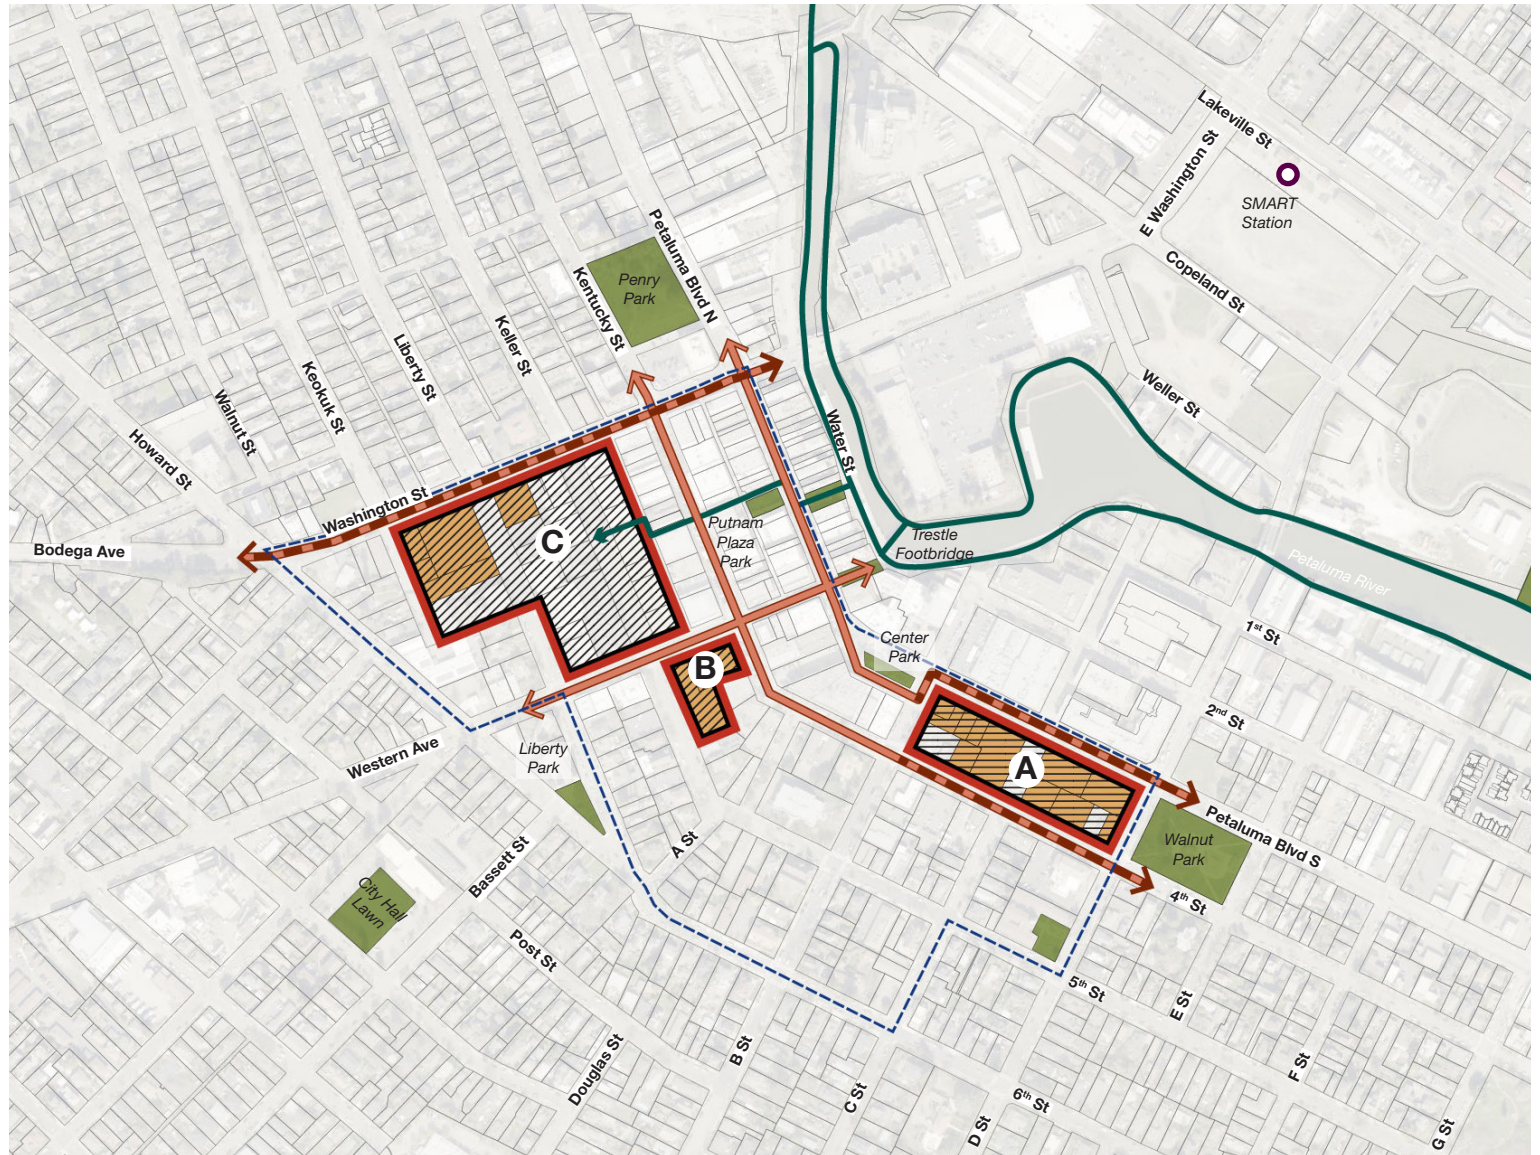 Lakeville St
E Washington St
SMART
Station
Petaluma Blvd N
Penry
Park
Kentucky St
Copeland St
Keller St
Liberty St
Keokuk St
Walnut St
Howard St
Weller St
Water St
Washington St
Bodega Ave
C
Putnam
Plaza
Park
Trestle
Footbridge
Petaluma River
1st St
Center
Park
B
2nd St
Liberty
Park
Western Ave
A
Petaluma Blvd S
Walnut
Park
4th St
A St
Bassett St
City Hall
Lawn
Post St
5th St
E St
B St
Douglas St
C St
F St
6th St
D St
G St